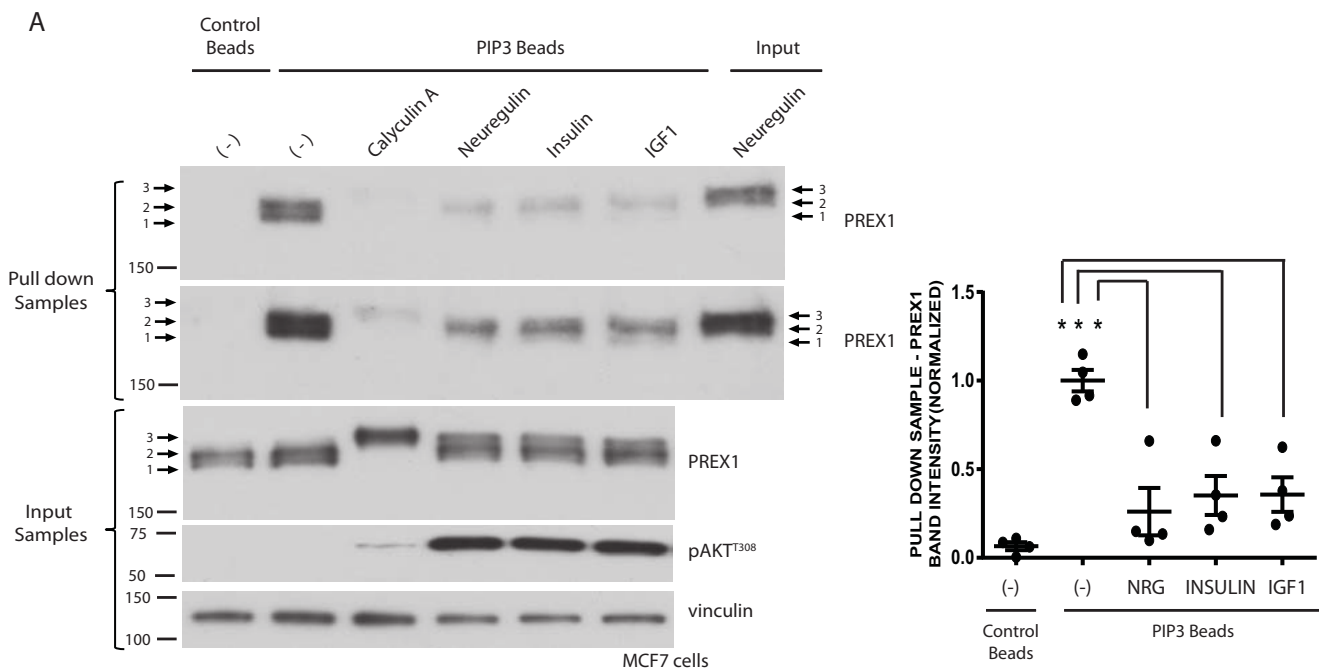 A
Control
Beads
PIP3 Beads
Input
(-)
(-)
Calyculin A
Neuregulin
Insulin
IGF1
Neuregulin
Pull down
Samples
3
2
1
150
3
2
1
PREX1
3
2
1
150
3
2
1
PREX1
Input
Samples
3
2
1
150
PREX1
75
50
pAKTT308
150
100
vinculin
MCF7 cells
PULL DOWN SAMPLE - PREX1
BAND INTENSITY(NORMALIZED)
1.5
1.0
0.5
0.0
* * *
(-)
(-)
NRG
INSULIN
IGF1
Control
Beads
PIP3 Beads